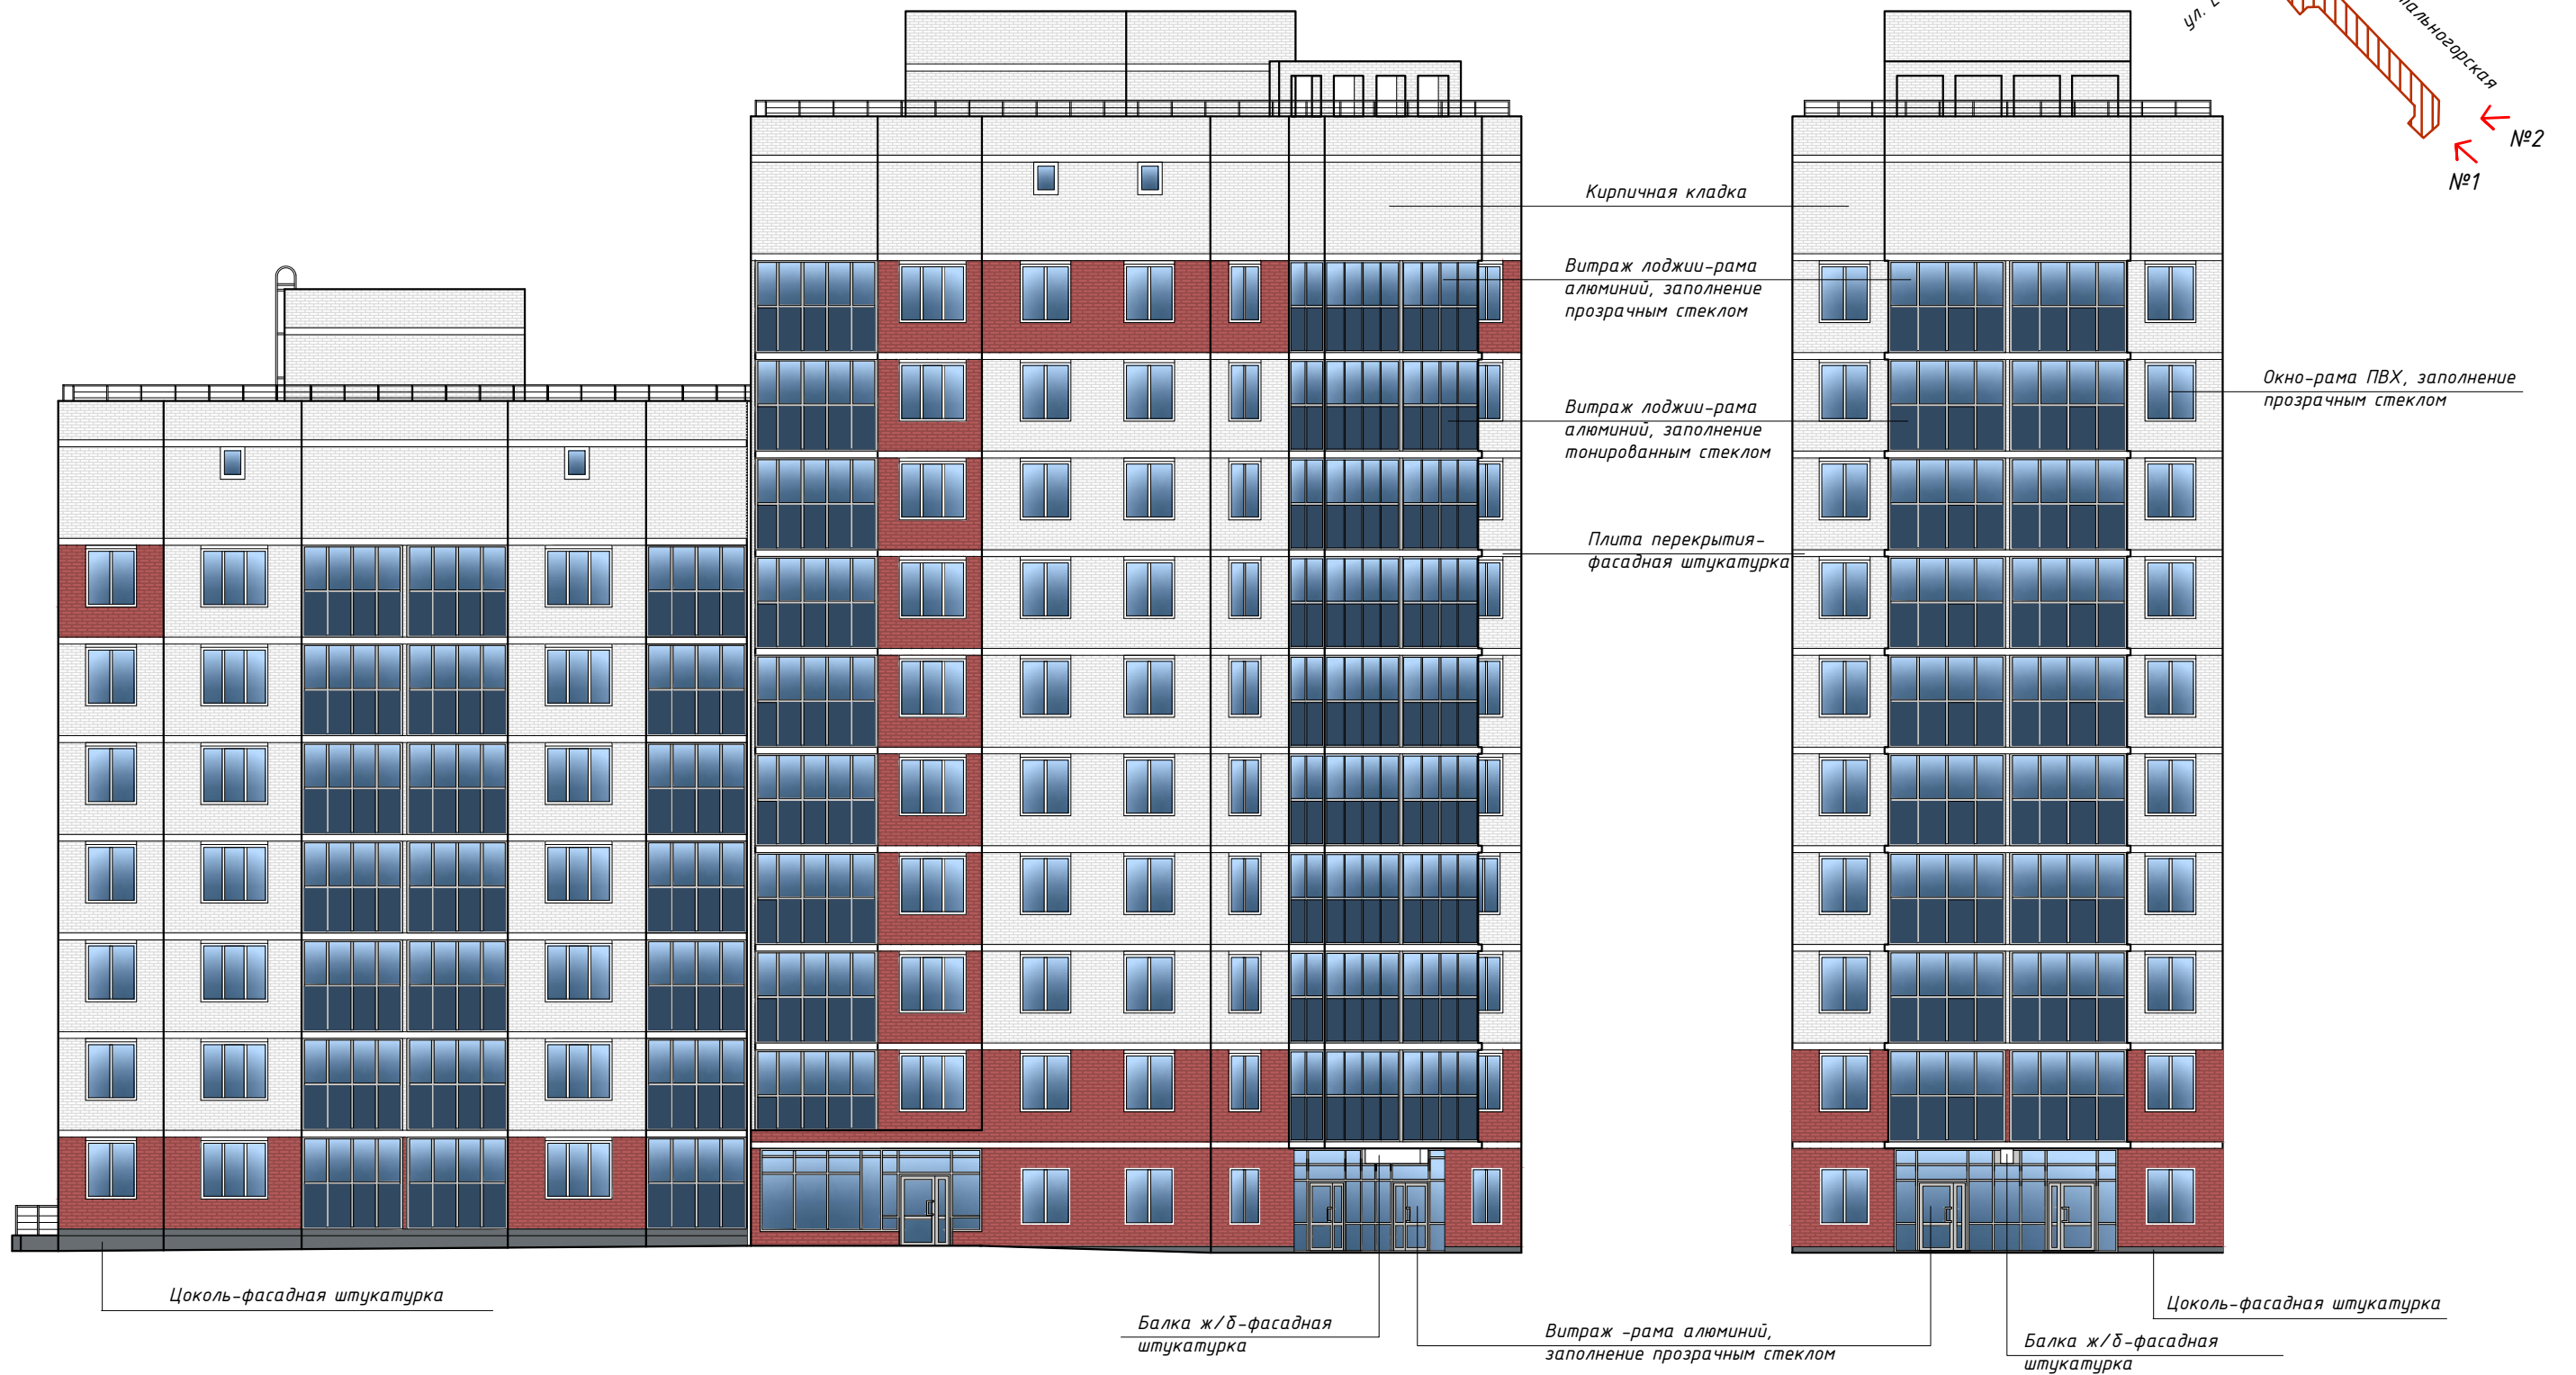 ул.
№2
№1
Кирпичная кладка
Витраж лоджии-рама
алюминий, заполнение
прозрачным стеклом
Окно-рама ПВХ, заполнение
прозрачным стеклом
Витраж лоджии-рама
алюминий, заполнение
тонированным стеклом
Плита перекрытия-
фасадная штукатурка
Цоколь-фасадная штукатурка
Цоколь-фасадная штукатурка
Балка ж/б-фасадная
штукатурка
Витраж -рама алюминий,
заполнение прозрачным стеклом
Балка ж/б-фасадная
штукатурка